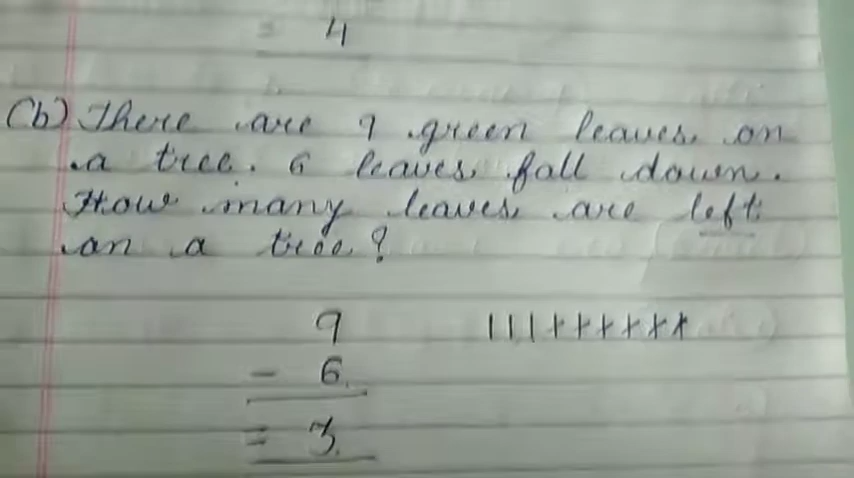 = 4
(b) There are 9 green leaves on
a tree. 6 leaves fall down.
How many leaves are left
on a tree?
9 |||++++++
- 6.
= 3.